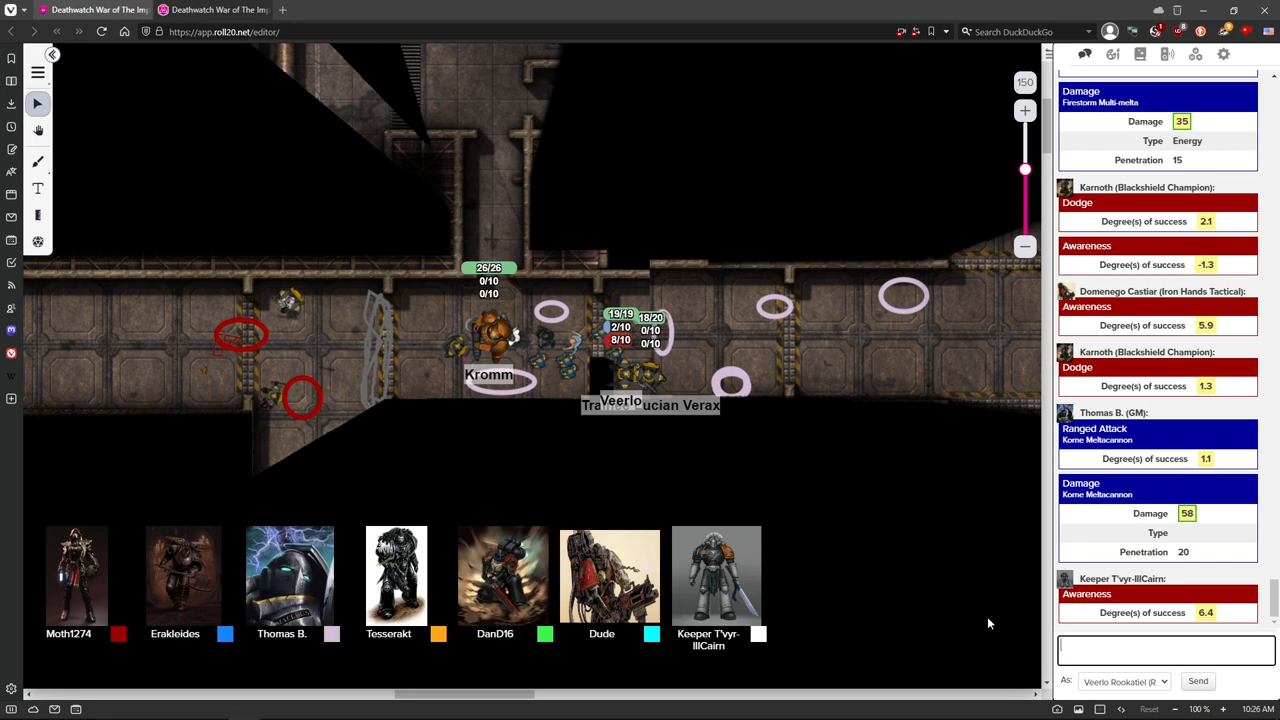 Deathwatch War of The Imp
Deathwatch War of The Imp
https://app.roll20.net/editor/
Search DuckDuckGo
150
26/26
0/10
0/10
19/19
18/20
2/10
0/10
8/10
0/10
Kromm
Veerlo
Lucian Verax
Moth1274
Erakleides
Thomas B.
Tesserakt
DanD16
Dude
Keeper T'vyr-
IllCairn
Damage
Firestorm Multi-melta
Damage 35
Type Energy
Penetration 15
Karnoth (Blackshield Champion):
Dodge
Degree(s) of success 2.1
Awareness
Degree(s) of success -1.3
Domenego Castiar (Iron Hands Tactical):
Awareness
Degree(s) of success 5.9
Karnoth (Blackshield Champion):
Dodge
Degree(s) of success 1.3
Thomas B. (GM):
Ranged Attack
Korne Meltacannon
Degree(s) of success 1.1
Damage
Korne Meltacannon
Damage 58
Type
Penetration 20
Keeper T'vyr-IllCairn:
Awareness
Degree(s) of success 6.4
As: Veerlo Rookatiel (R
Send
Reset
100 %
10:26 AM